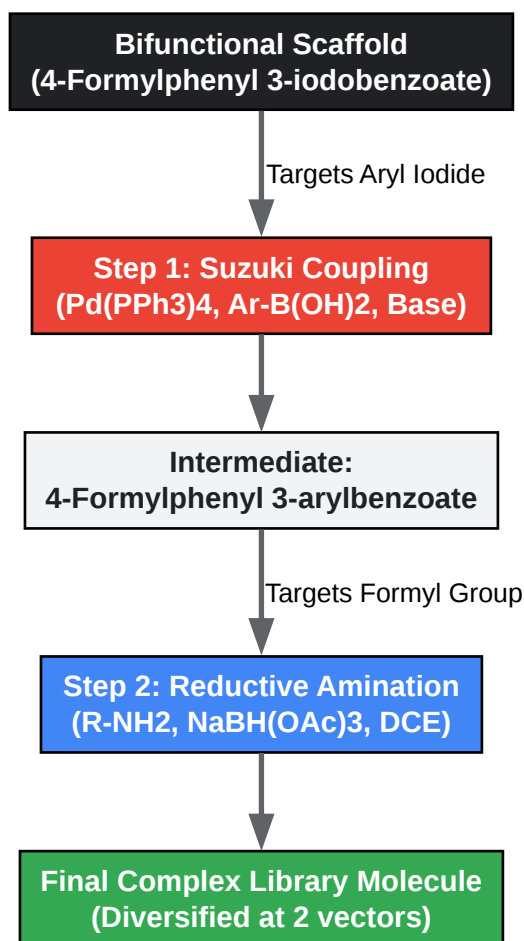 Bifunctional Scaffold
(4-Formylphenyl 3-iodobenzoate)
Targets Aryl Iodide
Step 1: Suzuki Coupling
(Pd(PPh3)4, Ar-B(OH)2, Base)
Intermediate:
4-Formylphenyl 3-arylbenzoate
Targets Formyl Group
Step 2: Reductive Amination
(R-NH2, NaBH(OAc)3, DCE)
Final Complex Library Molecule
(Diversified at 2 vectors)